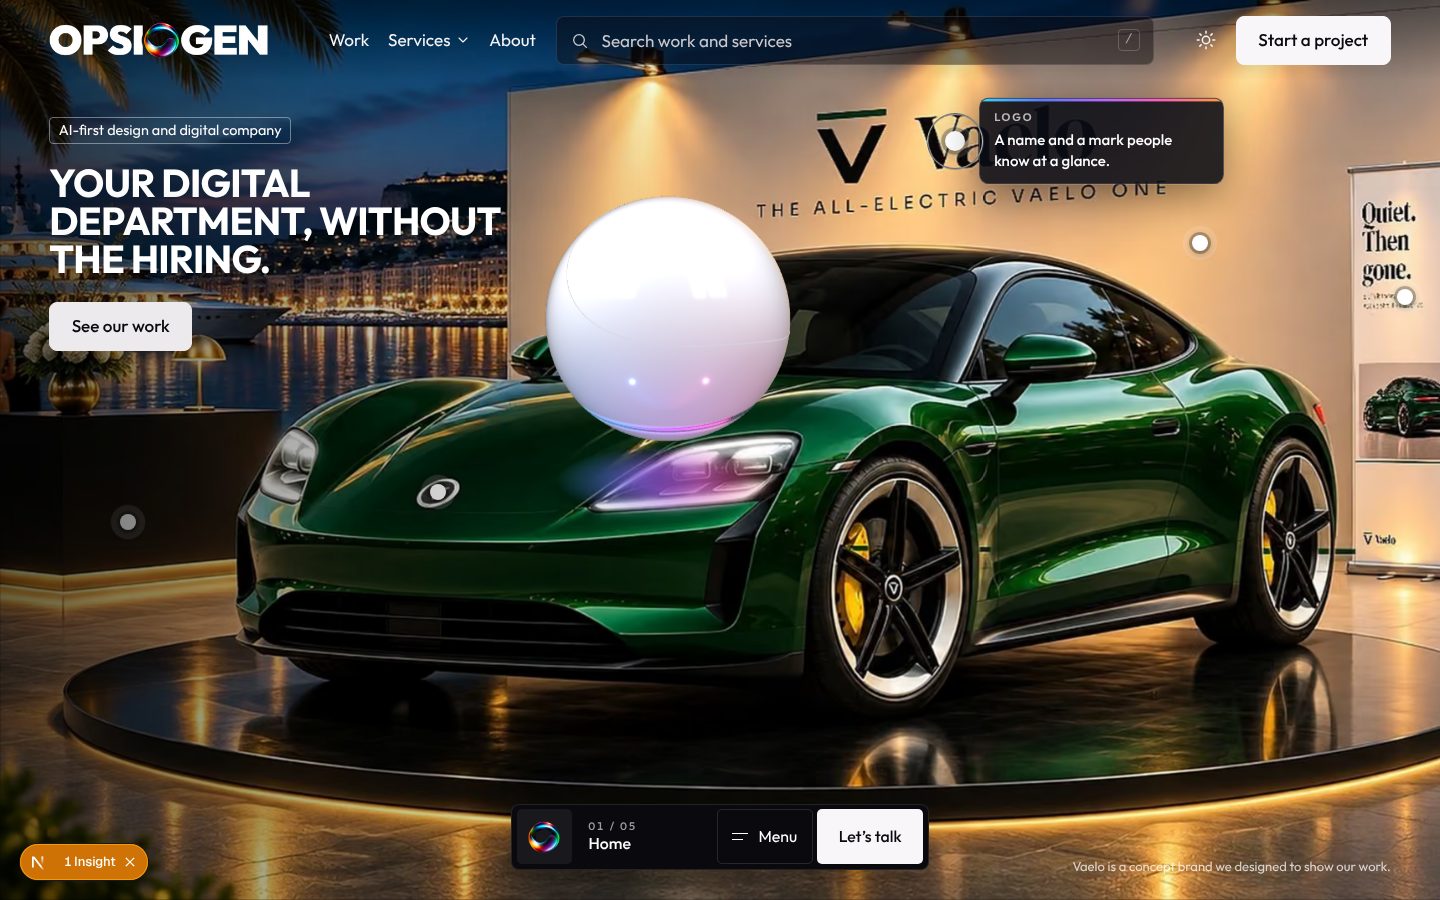 OPSIOGEN
Work
Services
About
Search work and services
/
Start a project
AI-first design and digital company
YOUR DIGITAL
DEPARTMENT, WITHOUT
THE HIRING.
See our work
Vaelo
THE ALL-ELECTRIC VAELO ONE
LOGO
A name and a mark people
know at a glance.
Quiet.
Then
gone.
Vaelo
01 / 05
Home
Menu
Let's talk
1 Insight
Vaelo is a concept brand we designed to show our work.